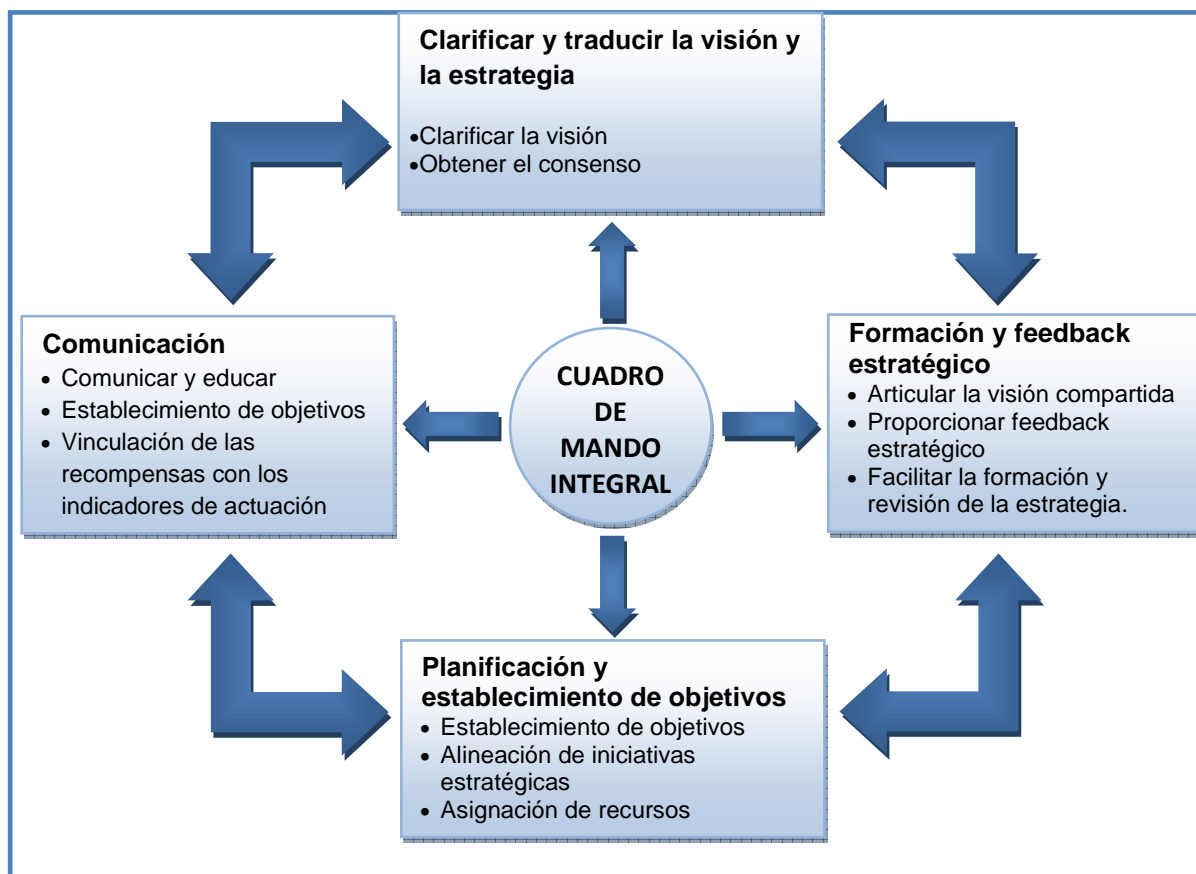 Clarificar y traducir la visión y
la estrategia
•Clarificar la visión
•Obtener el consenso
Comunicación
• Comunicar y educar
• Establecimiento de objetivos
• Vinculación de las
recompensas con los
indicadores de actuación
CUADRO
DE
MANDO
INTEGRAL
Formación y feedback
estratégico
• Articular la visión compartida
• Proporcionar feedback
estratégico
• Facilitar la formación y
revisión de la estrategia.
Planificación y
establecimiento de objetivos
• Establecimiento de objetivos
• Alineación de iniciativas
estratégicas
• Asignación de recursos